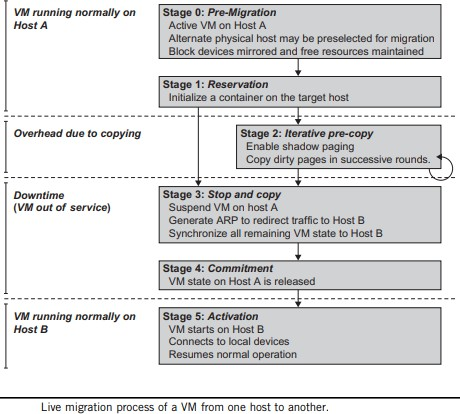 VM running normally on
Host A
Stage 0: Pre-Migration
Active VM on Host A
Alternate physical host may be preselected for migration
Block devices mirrored and free resources maintained
Stage 1: Reservation
Initialize a container on the target host
Overhead due to copying
Stage 2: Iterative pre-copy
Enable shadow paging
Copy dirty pages in successive rounds.
Downtime
(VM out of service)
Stage 3: Stop and copy
Suspend VM on host A
Generate ARP to redirect traffic to Host B
Synchronize all remaining VM state to Host B
Stage 4: Commitment
VM state on Host A is released
VM running normally on
Host B
Stage 5: Activation
VM starts on Host B
Connects to local devices
Resumes normal operation
Live migration process of a VM from one host to another.